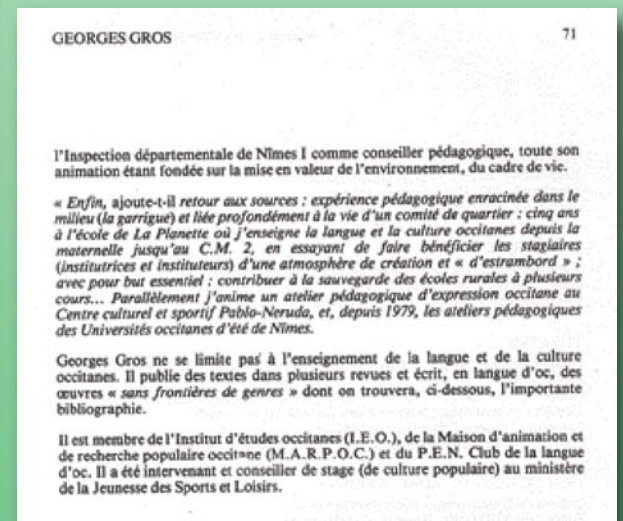 GEORGES GROS 71
l'Inspection départementale de Nîmes I comme conseiller pédagogique, toute son
animation étant fondée sur la mise en valeur de l'environnement, du cadre de vie.
« Enfin, ajoute-t-il retour aux sources : expérience pédagogique enracinée dans le
milieu (la garrigue) et liée profondément à la vie d'un comité de quartier : cinq ans
à l'école de La Planette où j'enseigne la langue et la culture occitanes depuis la
maternelle jusqu'au C.M. 2, en essayant de faire bénéficier les stagiaires
(institutrices et instituteurs) d'une atmosphère de création et « d'estrambord » ;
avec pour but essentiel : contribuer à la sauvegarde des écoles rurales à plusieurs
cours... Parallèlement j'anime un atelier pédagogique d'expression occitane au
Centre culturel et sportif Pablo-Neruda, et, depuis 1979, les ateliers pédagogiques
des Universités occitanes d'été de Nîmes.
Georges Gros ne se limite pas à l'enseignement de la langue et de la culture
occitanes. Il publie des textes dans plusieurs revues et écrit, en langue d'oc, des
œuvres « sans frontières de genres » dont on trouvera, ci-dessous, l'importante
bibliographie.
Il est membre de l'Institut d'études occitanes (I.E.O.), de la Maison d'animation et
de recherche populaire occitane (M.A.R.P.O.C.) et du P.E.N. Club de la langue
d'oc. Il a été intervenant et conseiller de stage (de culture populaire) au ministère
de la Jeunesse des Sports et Loisirs.